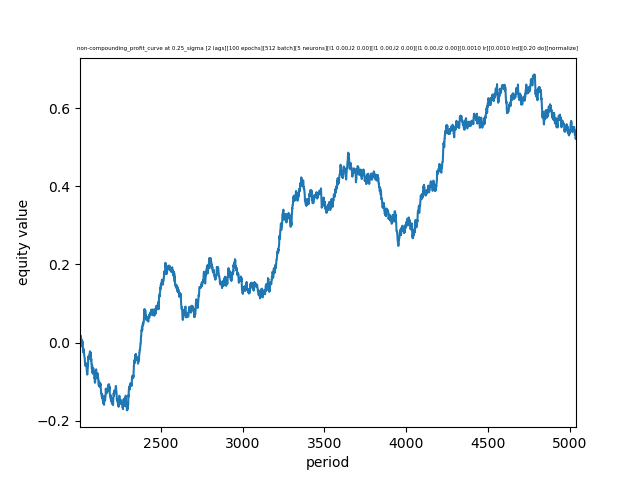 non-compounding_profit_curve at 0.25_sigma [2 lags][100 epochs][512 batch][5 neurons][l1 0.00,l2 0.00][l1 0.00,l2 0.00][l1 0.00,l2 0.00][0.0010 lr][0.0010 lrd][0.20 do][normalize]
0.6
0.4
0.2
0.0
−0.2
equity value
2500 3000 3500 4000 4500 5000
period